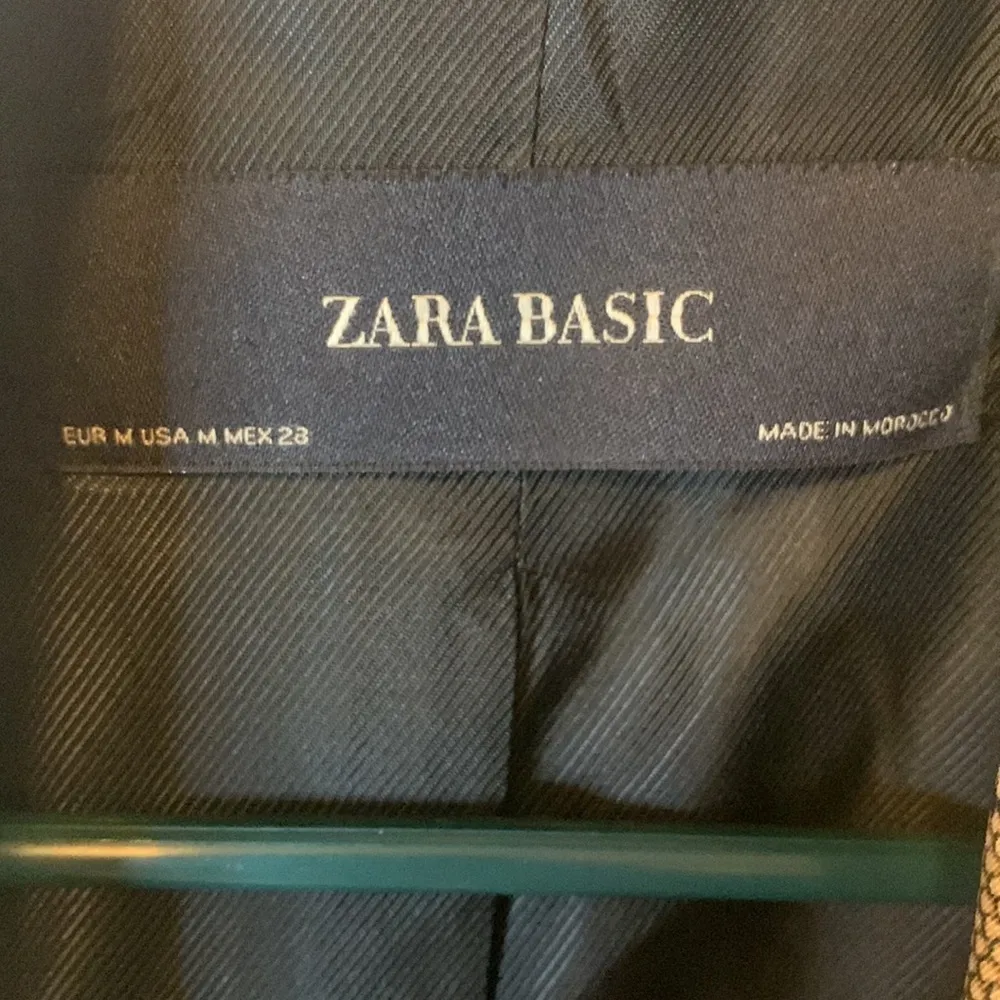 ZARA BASIC
EUR M USA M MEX 28
MADE IN MOROCCO